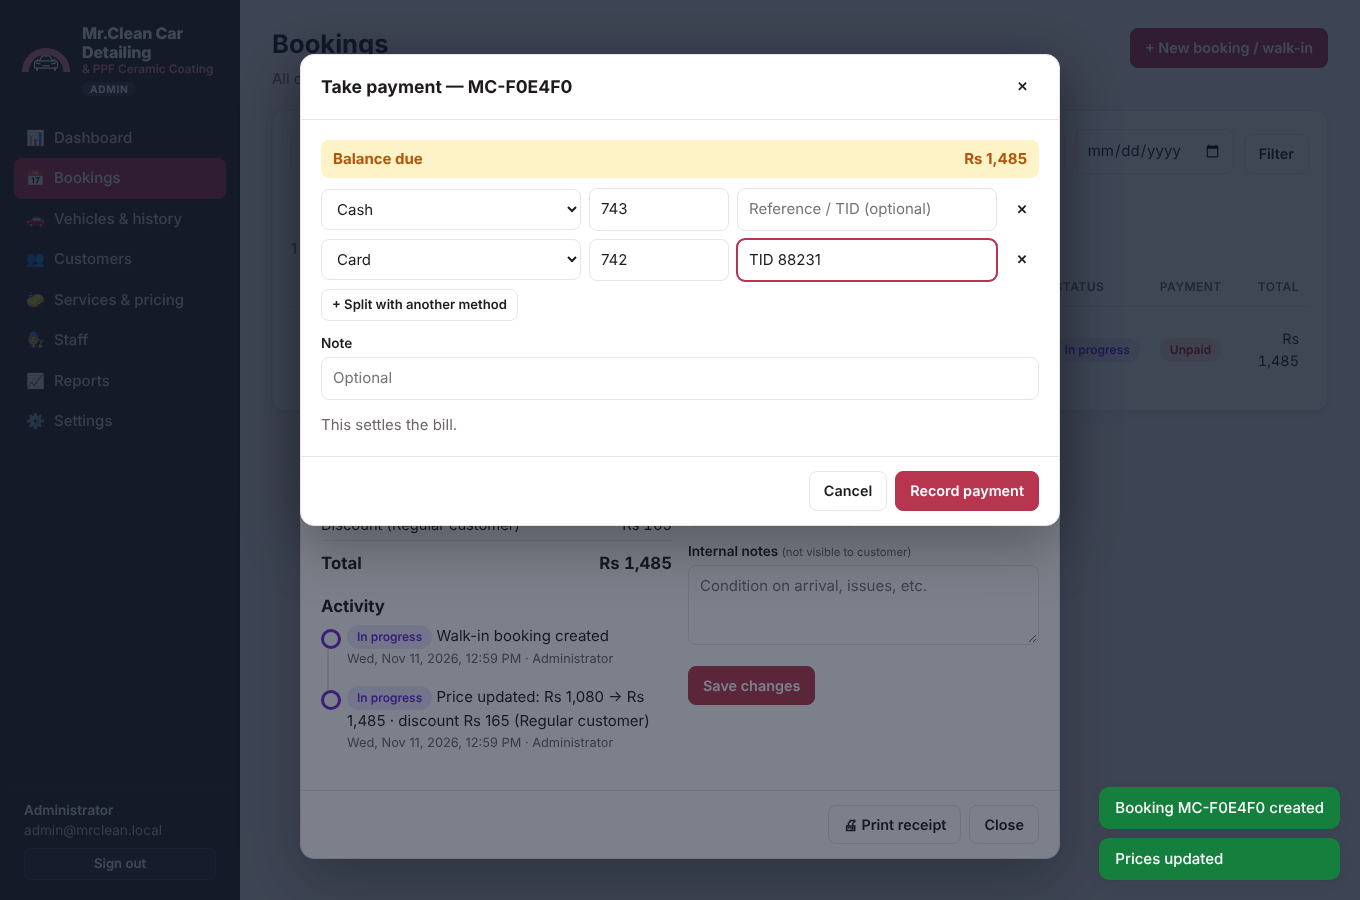 Mr.Clean Car
Detailing
& PPF Ceramic Coating
ADMIN
Dashboard
Bookings
Vehicles & history
Customers
Services & pricing
Staff
Reports
Settings
Administrator
admin@mrclean.local
Sign out
Bookings
All
+ New booking / walk-in
mm/dd/yyyy
Filter
STATUS
PAYMENT
TOTAL
In progress
Unpaid
Rs
1,485
Take payment — MC-F0E4F0
×
Balance due
Rs 1,485
Cash
743
Reference / TID (optional)
×
Card
742
TID 88231
×
+ Split with another method
Note
Optional
This settles the bill.
Cancel
Record payment
Discount (Regular customer)
Rs 165
Total
Rs 1,485
Activity
In progress Walk-in booking created
Wed, Nov 11, 2026, 12:59 PM · Administrator
In progress Price updated: Rs 1,080 → Rs
1,485 · discount Rs 165 (Regular customer)
Wed, Nov 11, 2026, 12:59 PM · Administrator
Internal notes (not visible to customer)
Condition on arrival, issues, etc.
Save changes
Print receipt
Close
Booking MC-F0E4F0 created
Prices updated